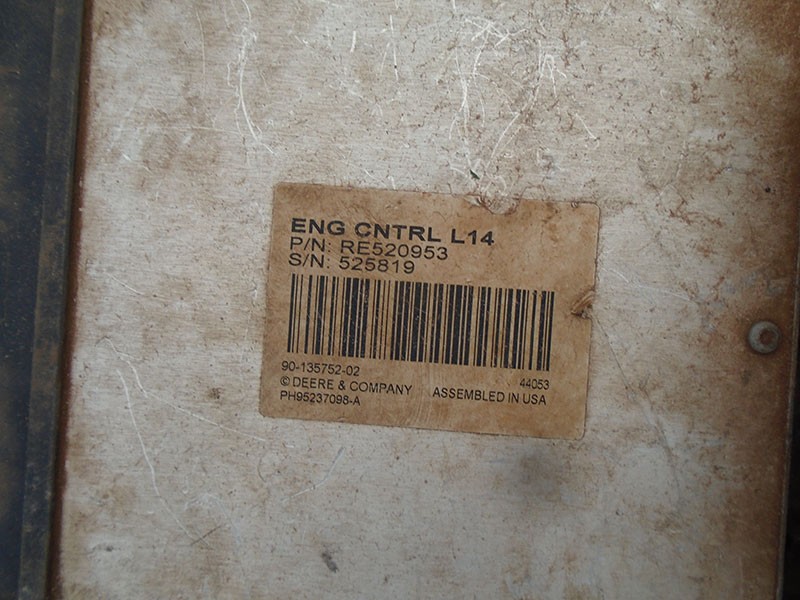 ENG CNTRL L14
P/N: RE520953
S/N: 525819
90-135752-02 44053
© DEERE & COMPANY ASSEMBLED IN USA
PH95237098-A